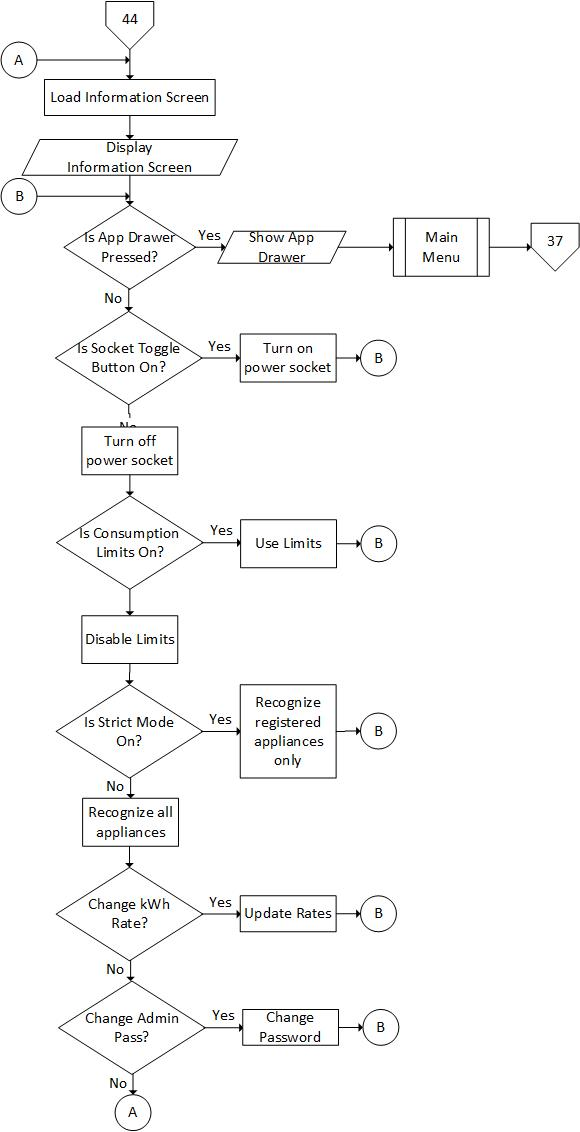 44
A
Load Information Screen
Display
Information Screen
B
Is App Drawer
Pressed?
Yes
Show App
Drawer
Main
Menu
37
No
Is Socket Toggle
Button On?
Yes
Turn on
power socket
B
No
Turn off
power socket
Is Consumption
Limits On?
Yes
Use Limits
B
Disable Limits
Is Strict Mode
On?
Yes
Recognize
registered
appliances
only
B
No
Recognize all
appliances
Change kWh
Rate?
Yes
Update Rates
B
No
Change Admin
Pass?
Yes
Change
Password
B
No
A